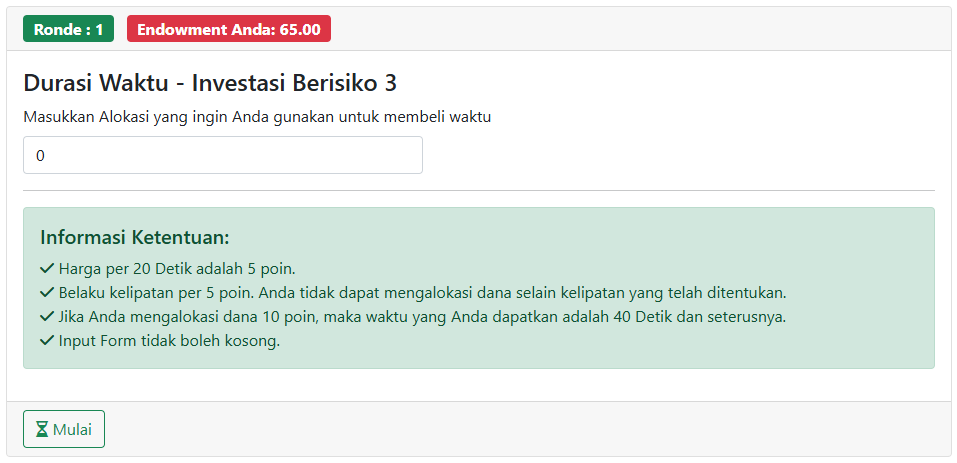 Ronde : 1 Endowment Anda: 65.00
Durasi Waktu - Investasi Berisiko 3
Masukkan Alokasi yang ingin Anda gunakan untuk membeli waktu
0
Informasi Ketentuan:
Harga per 20 Detik adalah 5 poin.
Belaku kelipatan per 5 poin. Anda tidak dapat mengalokasi dana selain kelipatan yang telah ditentukan.
Jika Anda mengalokasi dana 10 poin, maka waktu yang Anda dapatkan adalah 40 Detik dan seterusnya.
Input Form tidak boleh kosong.
Mulai